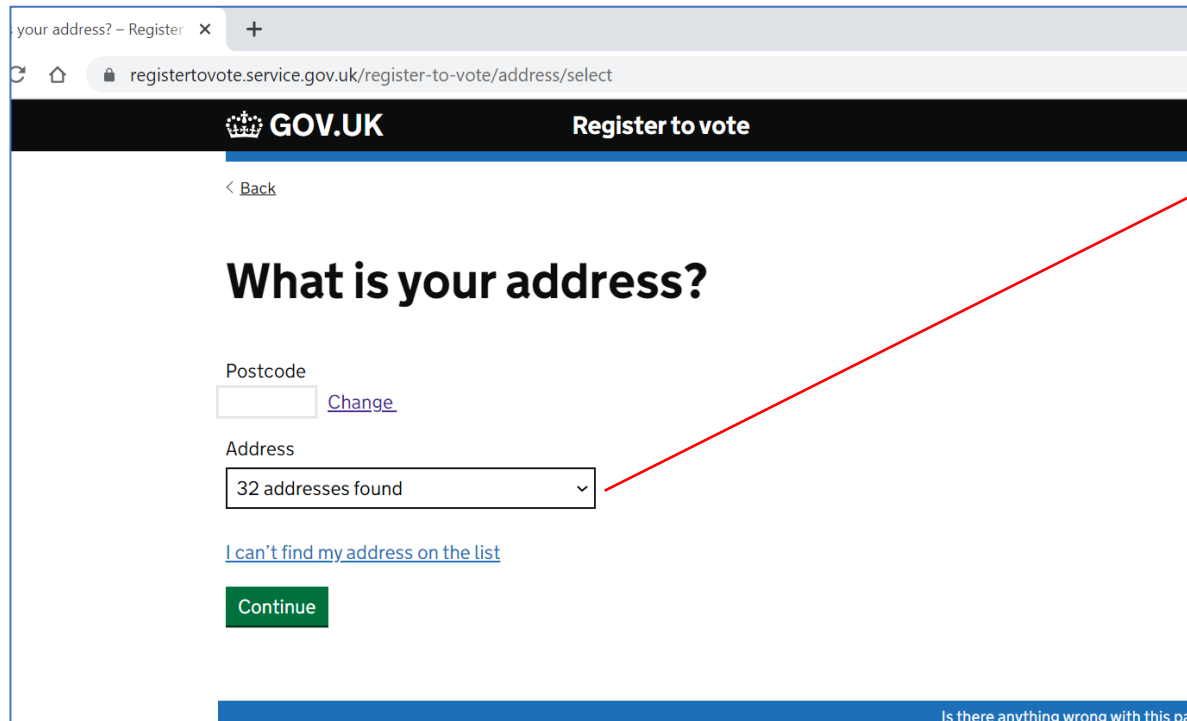 your address? – Register
registertovote.service.gov.uk/register-to-vote/address/select
GOV.UK Register to vote
Back
What is your address?
Postcode
Change
Address
32 addresses found
I can't find my address on the list
Continue
Is there anything wrong with this